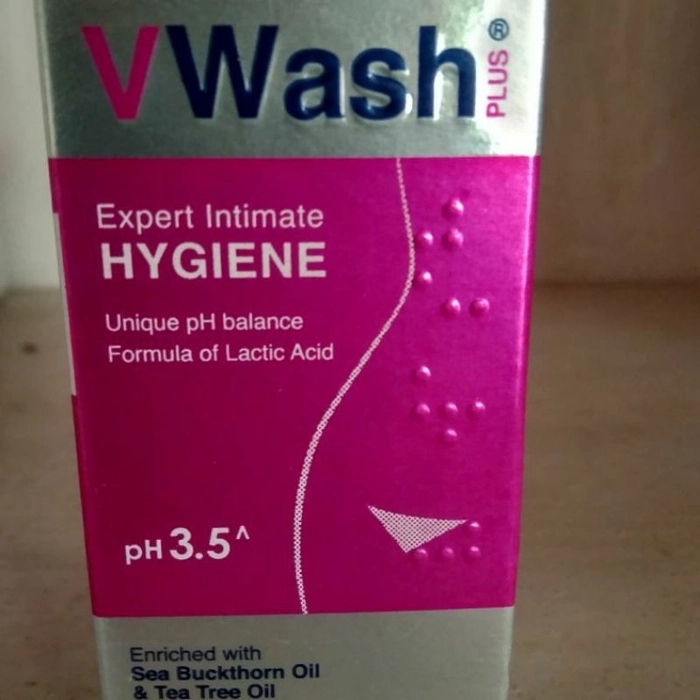 VWash PLUS®
Expert Intimate
HYGIENE
Unique pH balance
Formula of Lactic Acid
pH 3.5^
Enriched with
Sea Buckthorn Oil
& Tea Tree Oil